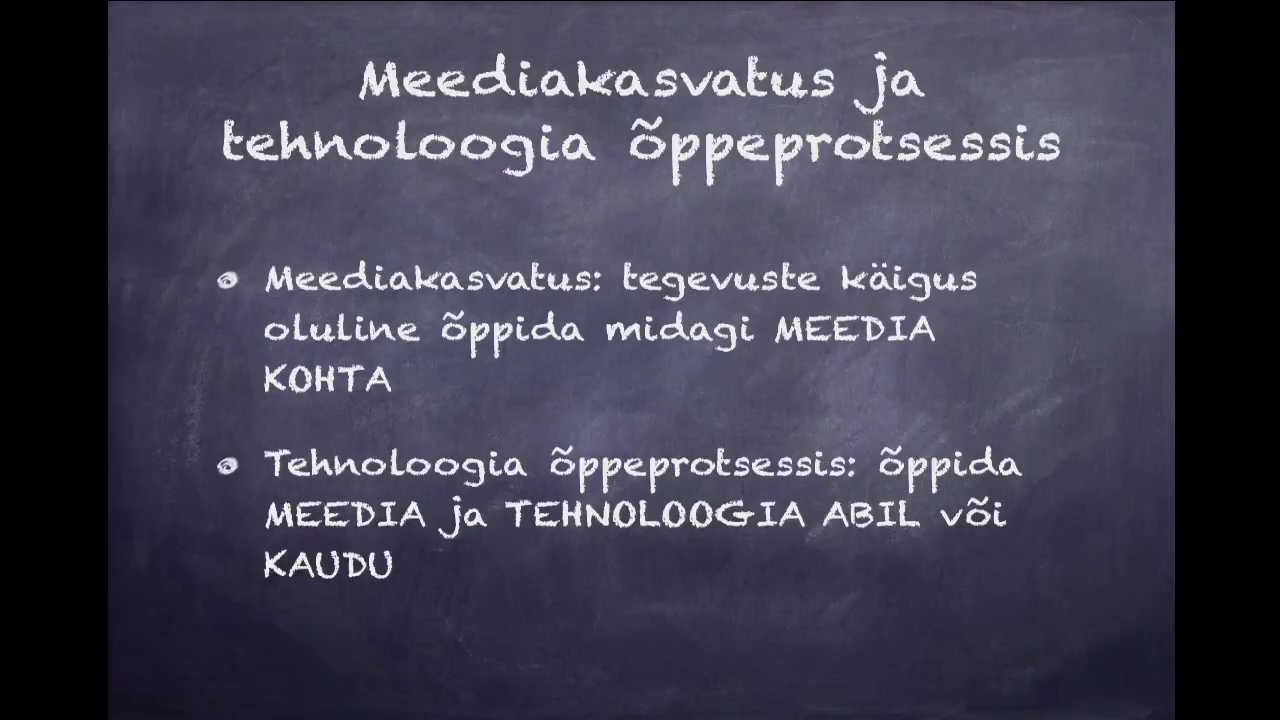 Meediakasvatus ja
tehnoloogia õppeprotsessis
Meediakasvatus: tegevuste käigus
oluline õppida midagi MEEDIA
KOHTA
Tehnoloogia õppeprotsessis: õppida
MEEDIA ja TEHNOLOOGIA ABIL või
KAUDU